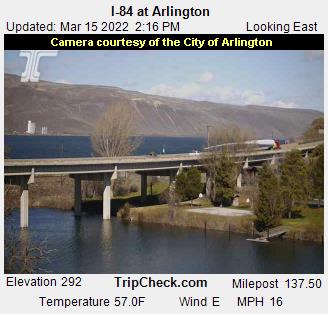 I-84 at Arlington
Updated: Mar 15 2022 2:16 PM Looking East
Camera courtesy of the City of Arlington
Elevation 292 TripCheck.com Milepost 137.50
Temperature 57.0F Wind E MPH 16